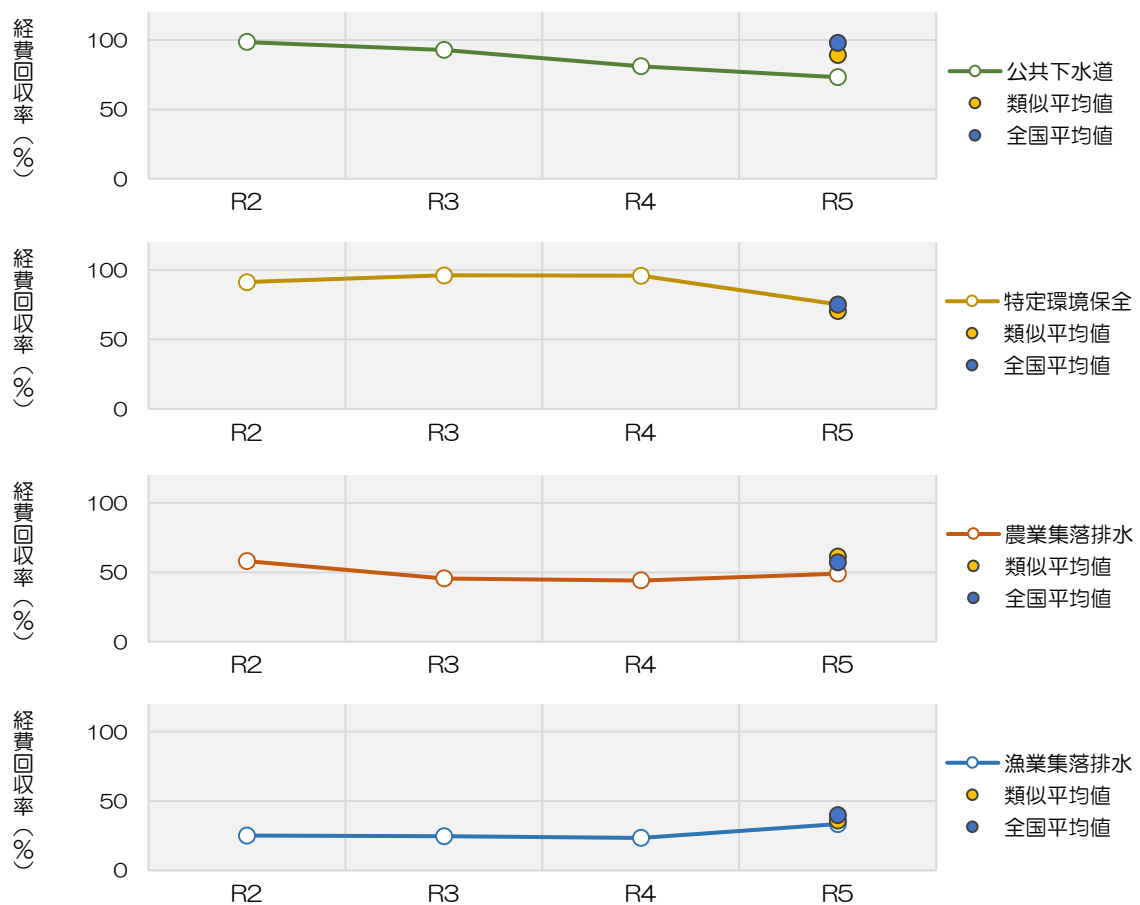 経費回収率（％）
100
50
0
R2
R3
R4
R5
公共下水道
類似平均値
全国平均値
経費回収率（％）
100
50
0
R2
R3
R4
R5
特定環境保全
類似平均値
全国平均値
経費回収率（％）
100
50
0
R2
R3
R4
R5
農業集落排水
類似平均値
全国平均値
経費回収率（％）
100
50
0
R2
R3
R4
R5
漁業集落排水
類似平均値
全国平均値